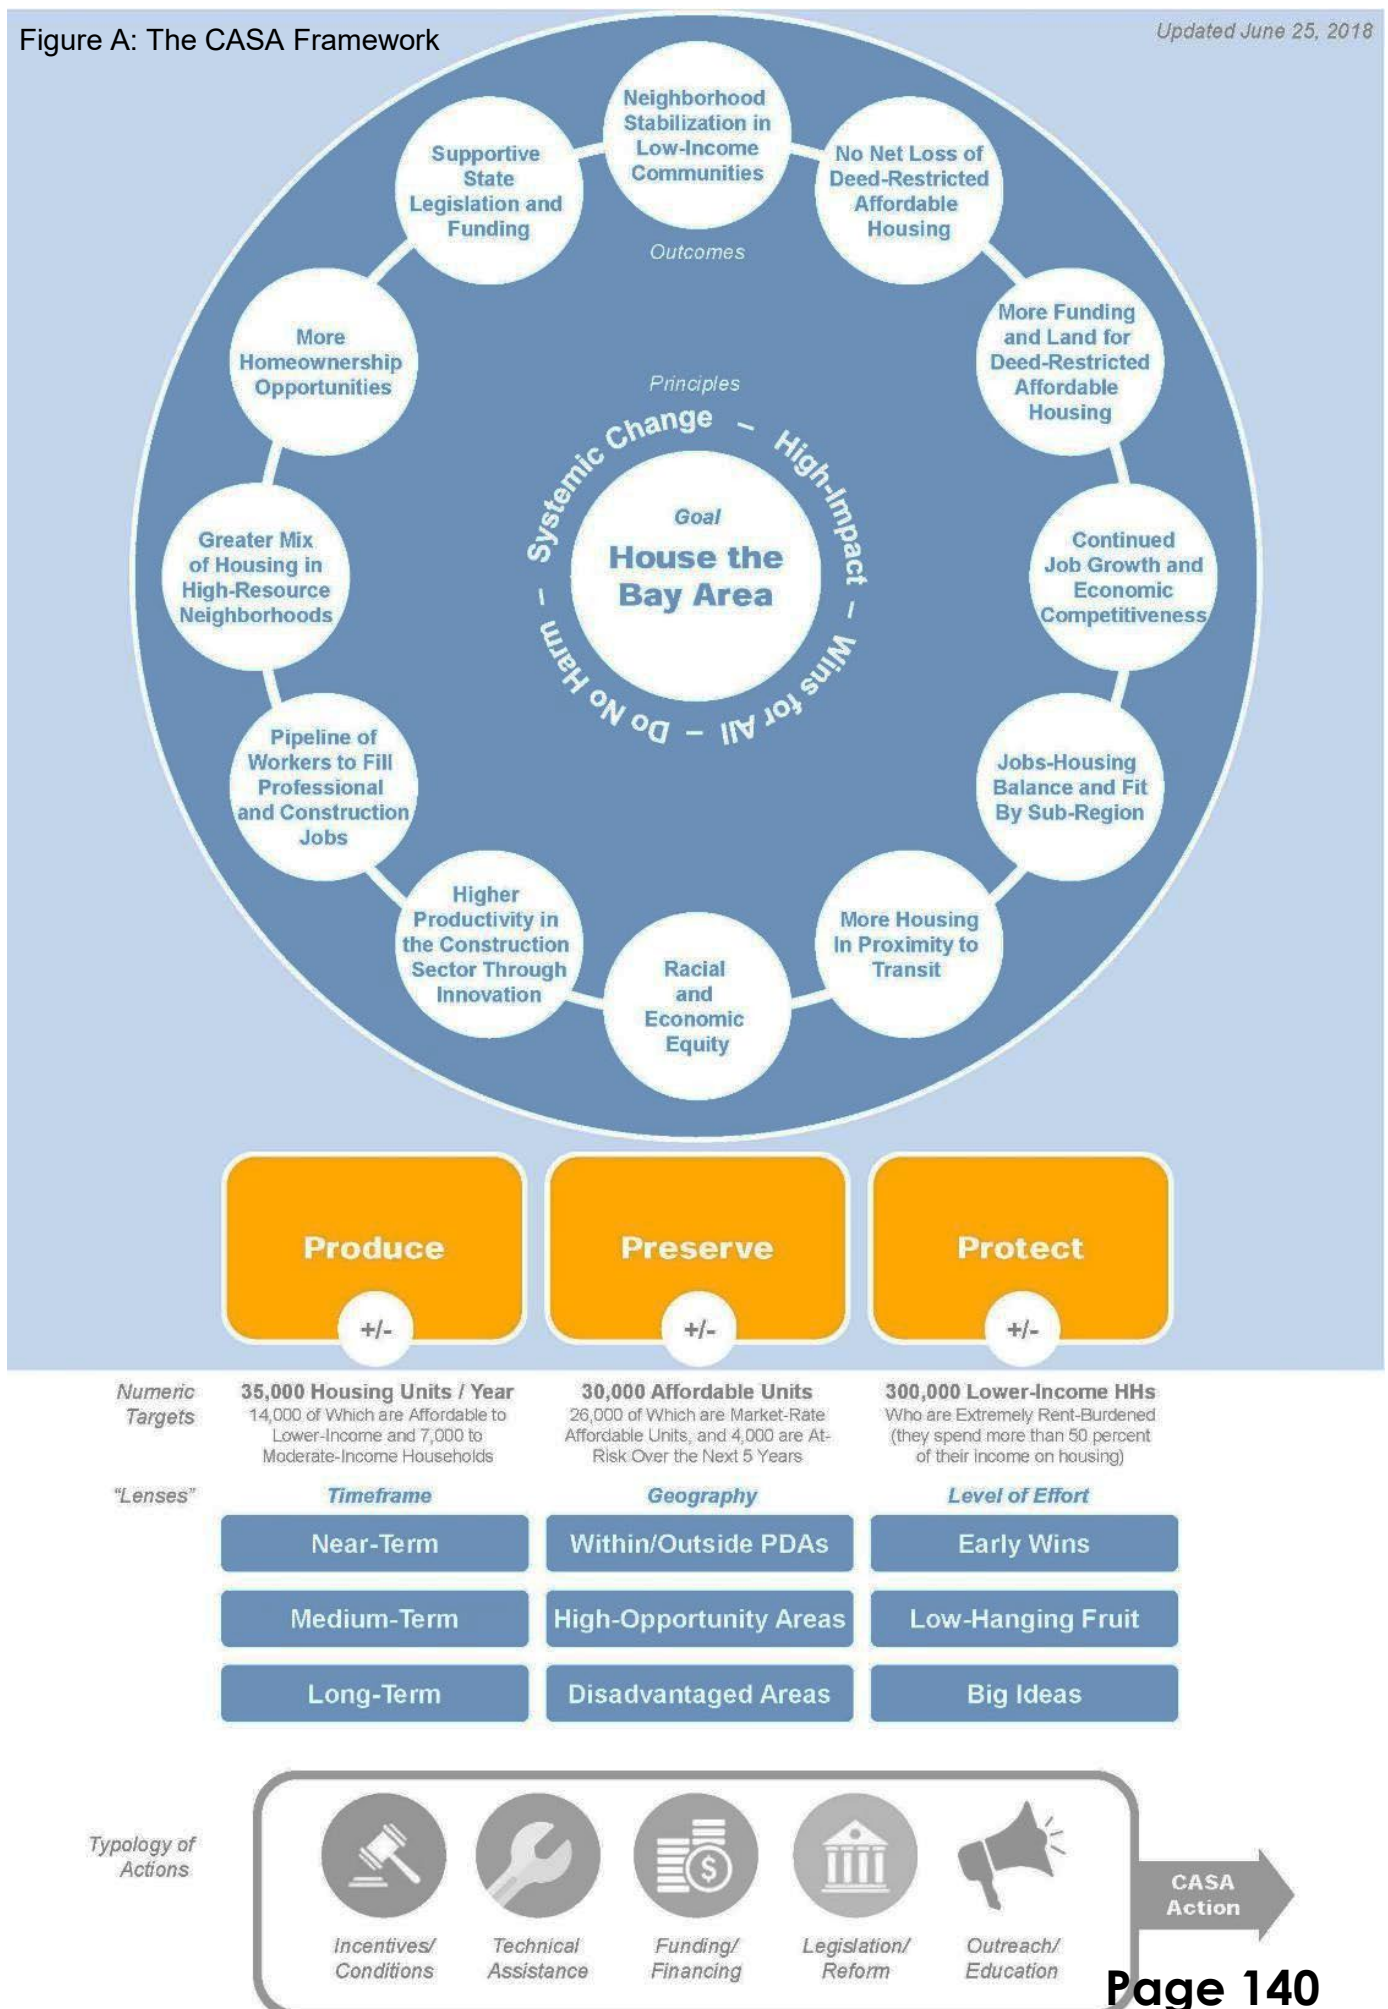 Figure A: The CASA Framework
Updated June 25, 2018
Neighborhood
Stabilization in
Low-Income
Communities
No Net Loss of
Deed-Restricted
Affordable
Housing
More Funding
and Land for
Deed-Restricted
Affordable
Housing
Continued
Job Growth and
Economic
Competitiveness
Jobs-Housing
Balance and Fit
By Sub-Region
More Housing
In Proximity to
Transit
Racial
and
Economic
Equity
Higher
Productivity in
the Construction
Sector Through
Innovation
Pipeline of
Workers to Fill
Professional
and Construction
Jobs
Greater Mix
of Housing in
High-Resource
Neighborhoods
More
Homeownership
Opportunities
Supportive
State
Legislation and
Funding
Outcomes
Principles
Systemic Change – High-Impact – Wins for All – Do No Harm –
Goal
House the
Bay Area
Produce
+/-
Preserve
+/-
Protect
+/-
Numeric
Targets
35,000 Housing Units / Year
14,000 of Which are Affordable to
Lower-Income and 7,000 to
Moderate-Income Households
30,000 Affordable Units
26,000 of Which are Market-Rate
Affordable Units, and 4,000 are At-
Risk Over the Next 5 Years
300,000 Lower-Income HHs
Who are Extremely Rent-Burdened
(they spend more than 50 percent
of their income on housing)
"Lenses"
Timeframe
Geography
Level of Effort
Near-Term
Within/Outside PDAs
Early Wins
Medium-Term
High-Opportunity Areas
Low-Hanging Fruit
Long-Term
Disadvantaged Areas
Big Ideas
Typology of
Actions
$
Incentives/
Conditions
Technical
Assistance
Funding/
Financing
Legislation/
Reform
Outreach/
Education
CASA
Action
Page 140